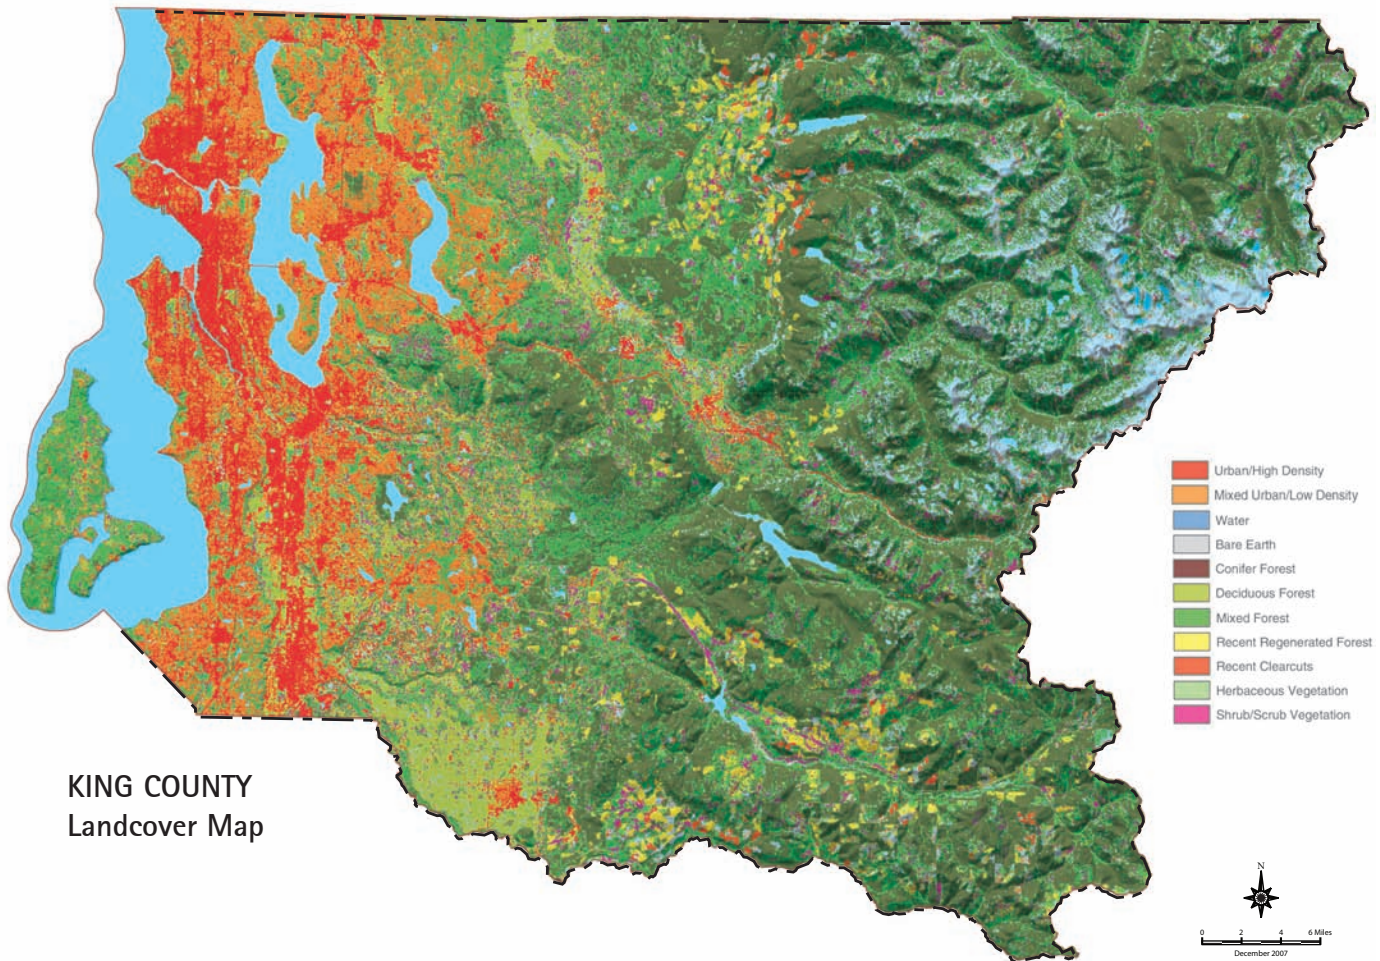 Urban/High Density
Mixed Urban/Low Density
Water
Bare Earth
Conifer Forest
Deciduous Forest
Mixed Forest
Recent Regenerated Forest
Recent Clearcuts
Herbaceous Vegetation
Shrub/Scrub Vegetation
KING COUNTY
Landcover Map
N
0 2 4 6 Miles
December 2007